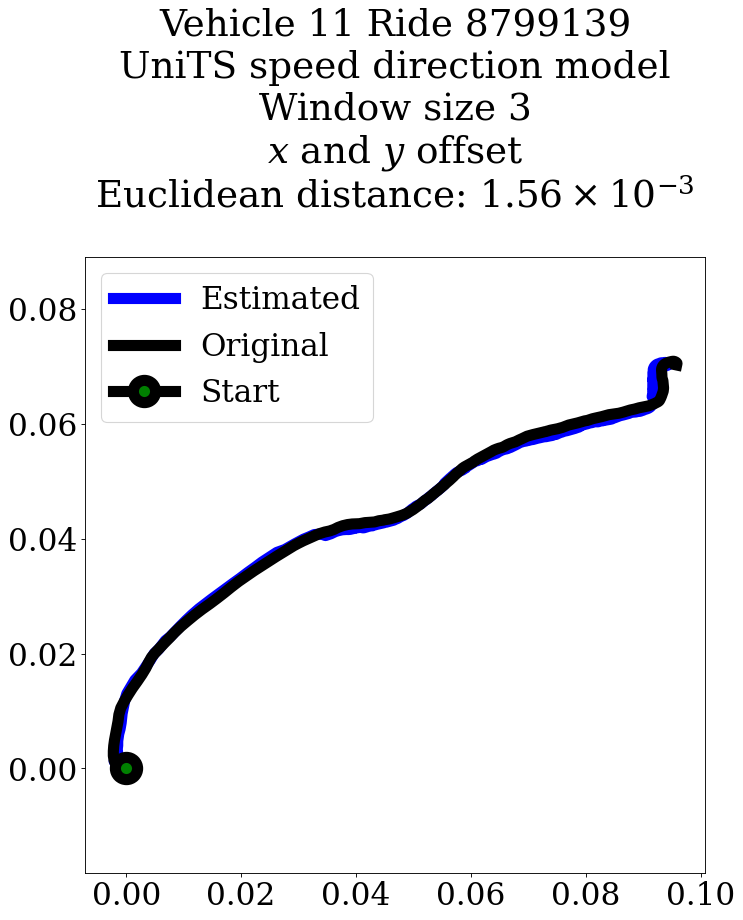 Vehicle 11 Ride 8799139
UniTS speed direction model
Window size 3
x and y offset
Euclidean distance: 1.56 × 10⁻³
Estimated
Original
Start
0.08
0.06
0.04
0.02
0.00
0.00 0.02 0.04 0.06 0.08 0.10